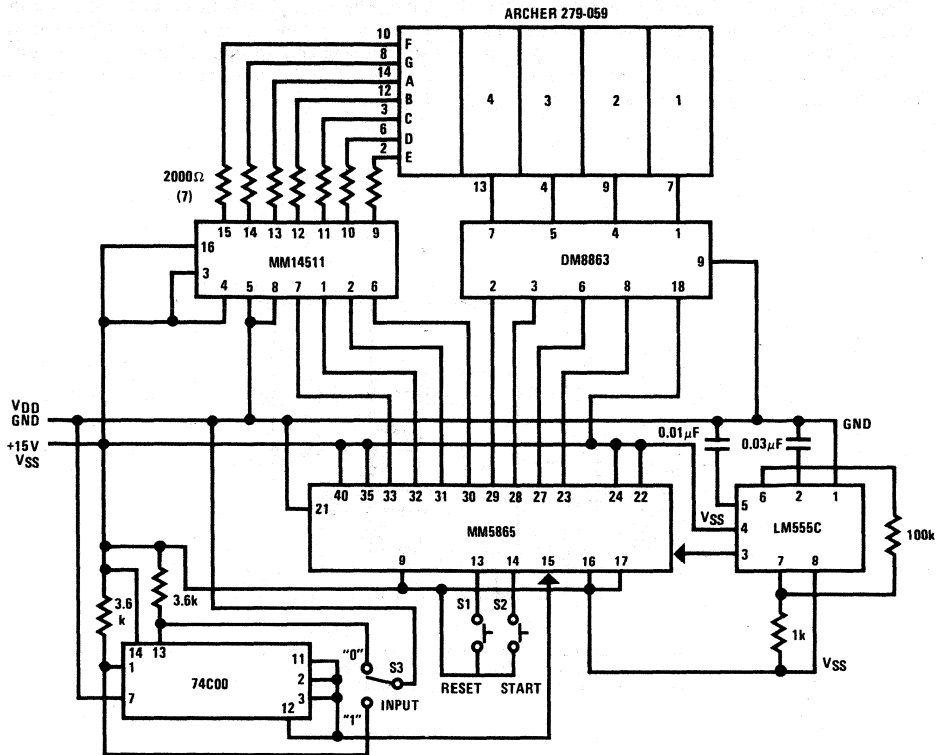 ARCHER 279-059
10 F
8 G
14 A
12 B
3 C
6 D
2 E
4 3 2 1
13 4 9 7
2000Ω
(7)
15 14 13 12 11 10 9
16
3
MM14511
4 5 8 7 1 2 6
7 5 4 1
DM8863
9
2 3 6 8 18
VDD
GND
+15V
VSS
GND
0.01μF
0.03μF
40 35 33 32 31 30 29 28 27 23 24 22
21
MM5865
9 13 14 15 16 17
6 2 1
5
VSS
4
LM555C
3
7 8
100k
1k
VSS
3.6
k
3.6k
S1 S2
RESET START
14 13
1
7
74C00
11
2
3
12
"0"
S3
INPUT
"1"